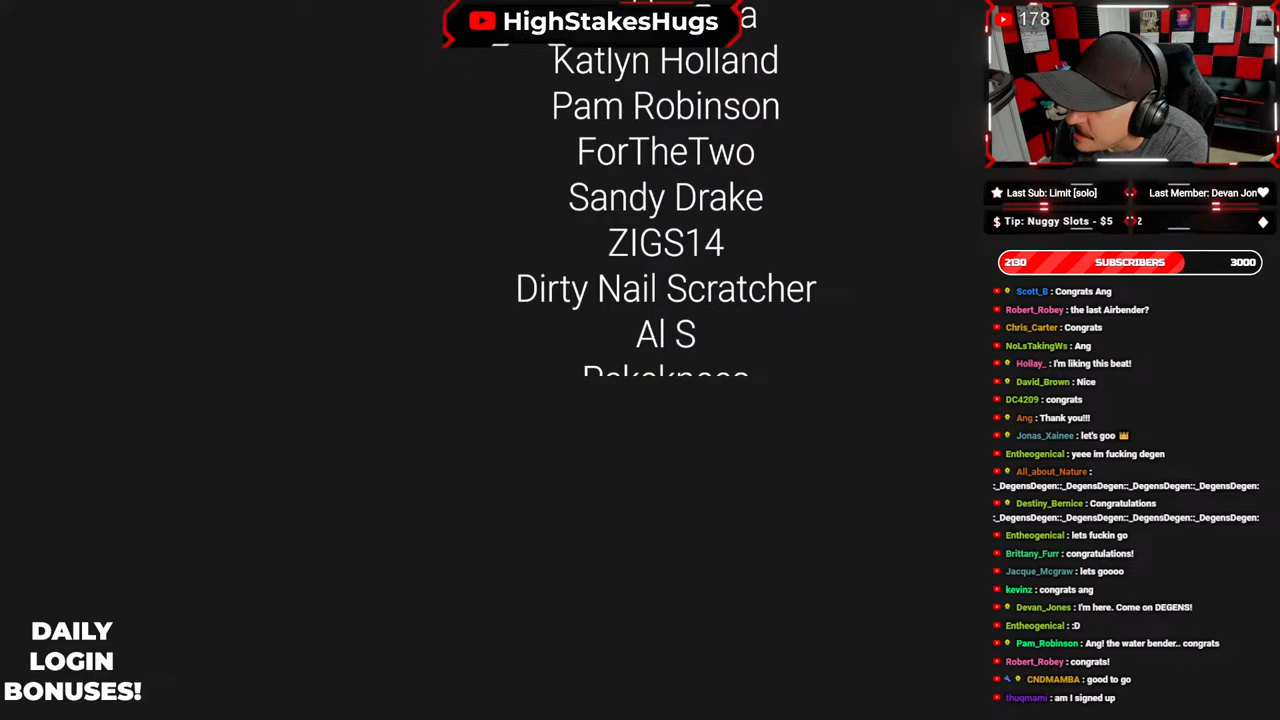 HighStakesHugs
Katlyn Holland
Pam Robinson
ForTheTwo
Sandy Drake
ZIGS14
Dirty Nail Scratcher
Al S
DAILY
LOGIN
BONUSES!
178
Last Sub: Limit [solo]
Last Member: Devan Jon
$ Tip: Nuggy Slots - $5
2
2130 SUBSCRIBERS 3000
Scott_B : Congrats Ang
Robert_Robey : the last Airbender?
Chris_Carter : Congrats
NoLsTakingWs : Ang
Hollay_ : I'm liking this beat!
David_Brown : Nice
DC4209 : congrats
Ang : Thank you!!!
Jonas_Xainee : let's goo 👑
Entheogenical : yeee im fucking degen
All_about_Nature :
:_DegensDegen::_DegensDegen::_DegensDegen::_DegensDegen:
Destiny_Bernice : Congratulations
:_DegensDegen::_DegensDegen::_DegensDegen::_DegensDegen:
Entheogenical : lets fuckin go
Brittany_Furr : congratulations!
Jacque_Mcgraw : lets goooo
kevinz : congrats ang
Devan_Jones : I'm here. Come on DEGENS!
Entheogenical : :D
Pam_Robinson : Ang! the water bender.. congrats
Robert_Robey : congrats!
CNDMAMBA : good to go
thuqmami : am I signed up